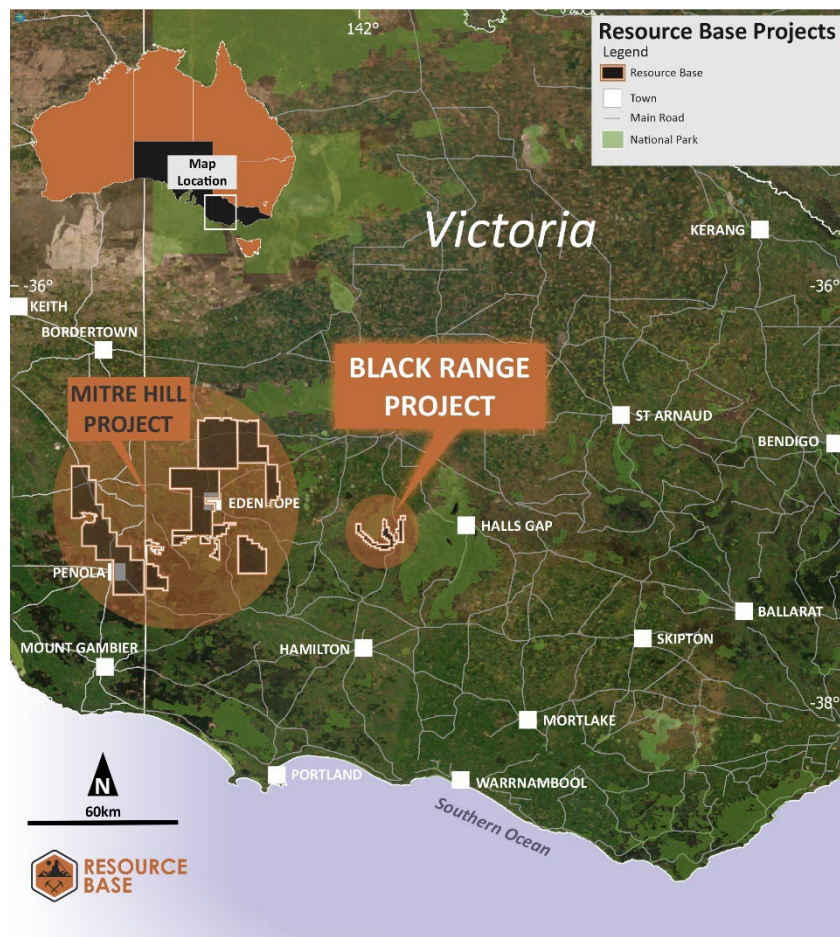 142°
Resource Base Projects
Legend
Resource Base
Town
Main Road
National Park
Map
Location
Victoria
KERANG
-36°
-36°
KEITH
BORDERTOWN
MITRE HILL
PROJECT
BLACK RANGE
PROJECT
ST ARNAUD
BENDIGO
HALLS GAP
PENOLA
BALLARAT
SKIPTON
HAMILTON
MOUNT GAMBIER
-38°
MORTLAKE
PORTLAND
WARRNAMBOOL
Southern Ocean
N
60km
RESOURCE
BASE